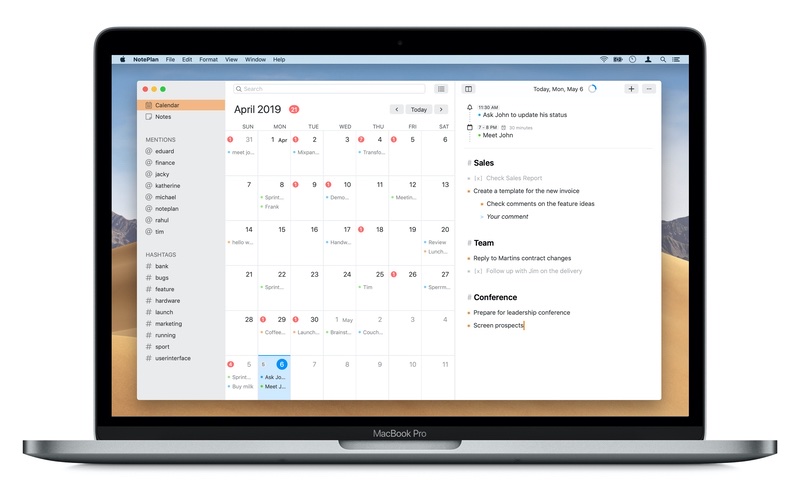 NotePlan File Edit Format View Window Help
Calendar
Notes
MENTIONS
@ eduard
@ finance
@ jacky
@ katherine
@ michael
@ noteplan
@ rahul
@ tim
HASHTAGS
# bank
# bugs
# feature
# hardware
# launch
# marketing
# running
# sport
# userinterface
Search
April 2019 21
< Today >
SUN MON TUE WED THU FRI SAT
1 31 1 Apr 1 2 3 7 4 1 5 6
meet jo... Mixpan... Transfo...
7 8 1 9 1 10 11 12 13
Sprint... Demo... Meetin...
Frank
14 15 16 17 1 18 19 20
hello w... Handw... Review
Lunch...
21 22 23 24 25 1 26 27
Sprint... Tim Sperrm...
28 1 29 1 30 1 May 2 3 4
Coffee... Launch... Brainst... Couch...
4 5 5 6 7 8 9 10 11
Sprint... Ask Jo...
Buy milk Meet J...
Today, Mon, May 6
11:30 AM
Ask John to update his status
7 – 8 PM 30 minutes
Meet John
# Sales
[x] Check Sales Report
Create a template for the new invoice
Check comments on the feature ideas
> Your comment
# Team
Reply to Martins contract changes
[x] Follow up with Jim on the delivery
# Conference
Prepare for leadership conference
Screen prospects
MacBook Pro